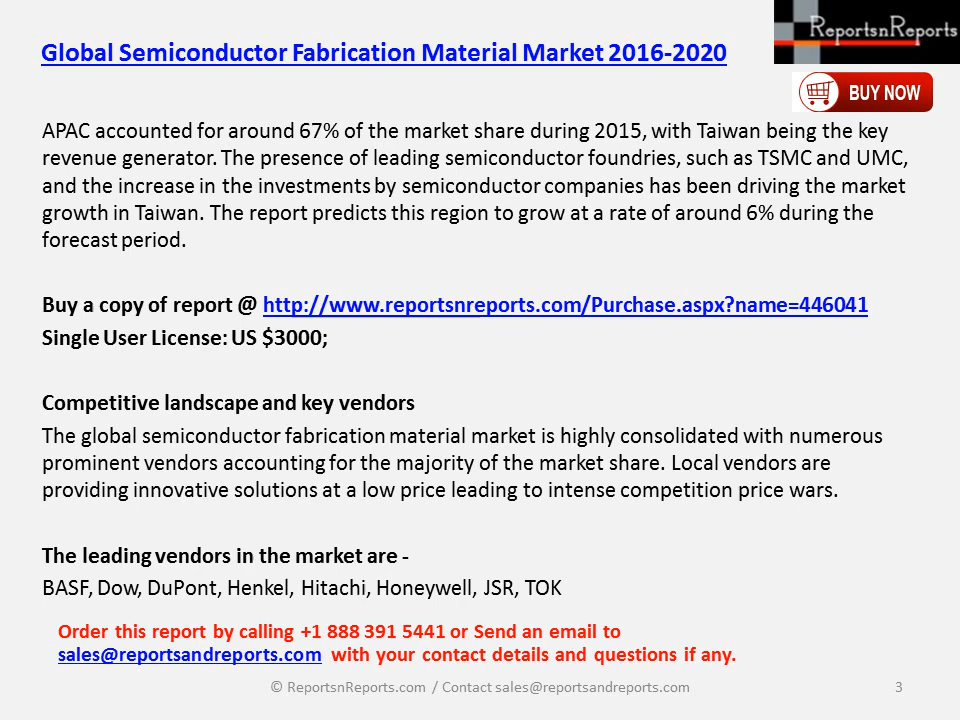 Global Semiconductor Fabrication Material Market 2016-2020
ReportsnReports
BUY NOW
APAC accounted for around 67% of the market share during 2015, with Taiwan being the key
revenue generator. The presence of leading semiconductor foundries, such as TSMC and UMC,
and the increase in the investments by semiconductor companies has been driving the market
growth in Taiwan. The report predicts this region to grow at a rate of around 6% during the
forecast period.
Buy a copy of report @ http://www.reportsnreports.com/Purchase.aspx?name=446041
Single User License: US $3000;
Competitive landscape and key vendors
The global semiconductor fabrication material market is highly consolidated with numerous
prominent vendors accounting for the majority of the market share. Local vendors are
providing innovative solutions at a low price leading to intense competition price wars.
The leading vendors in the market are -
BASF, Dow, DuPont, Henkel, Hitachi, Honeywell, JSR, TOK
Order this report by calling +1 888 391 5441 or Send an email to
sales@reportsandreports.com with your contact details and questions if any.
© ReportsnReports.com / Contact sales@reportsandreports.com
3